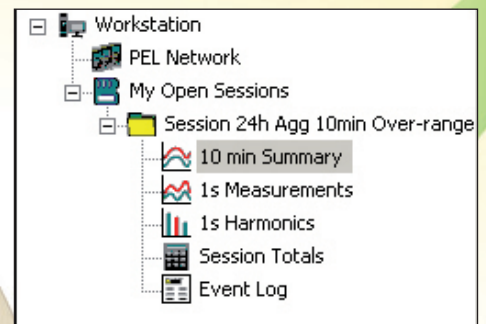 Workstation
PEL Network
My Open Sessions
Session 24h Agg 10min Over-range
10 min Summary
1s Measurements
1s Harmonics
Session Totals
Event Log